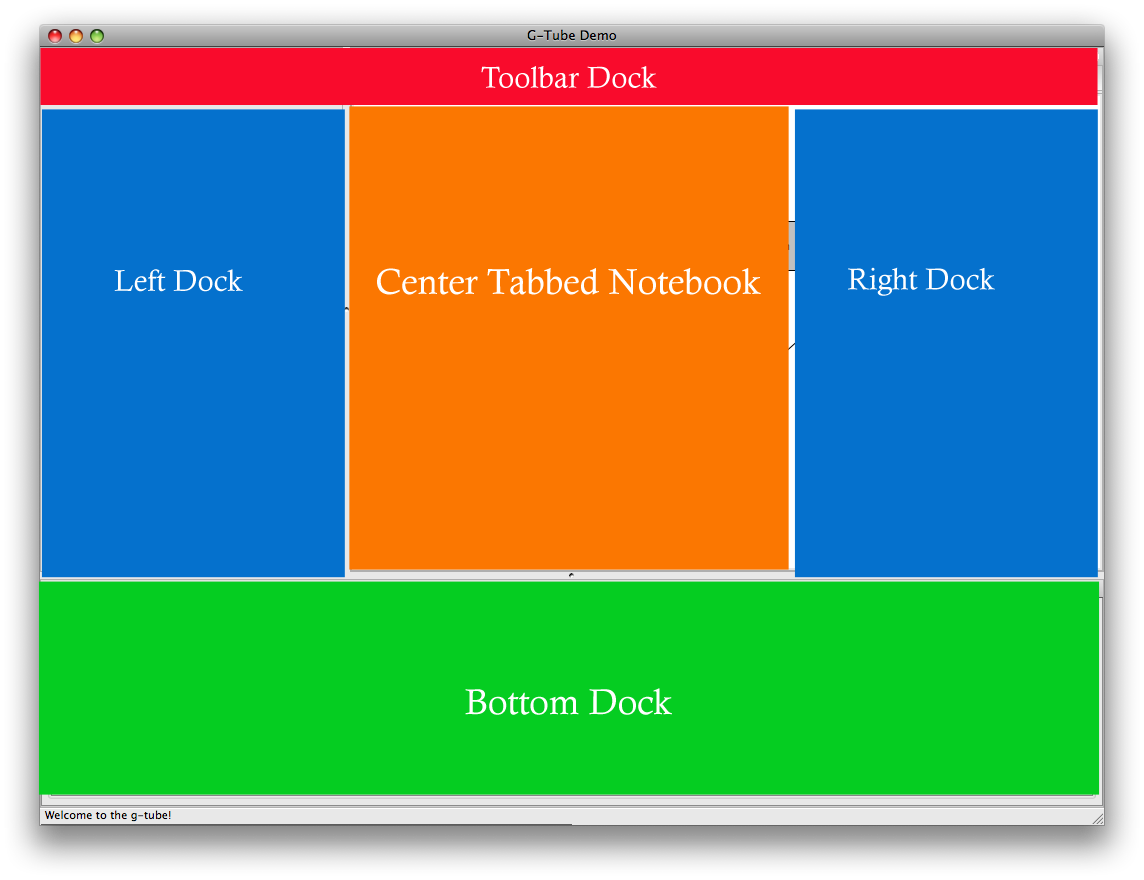 G-Tube Demo
Toolbar Dock
Left Dock
Center Tabbed Notebook
Right Dock
Bottom Dock
Welcome to the g-tube!